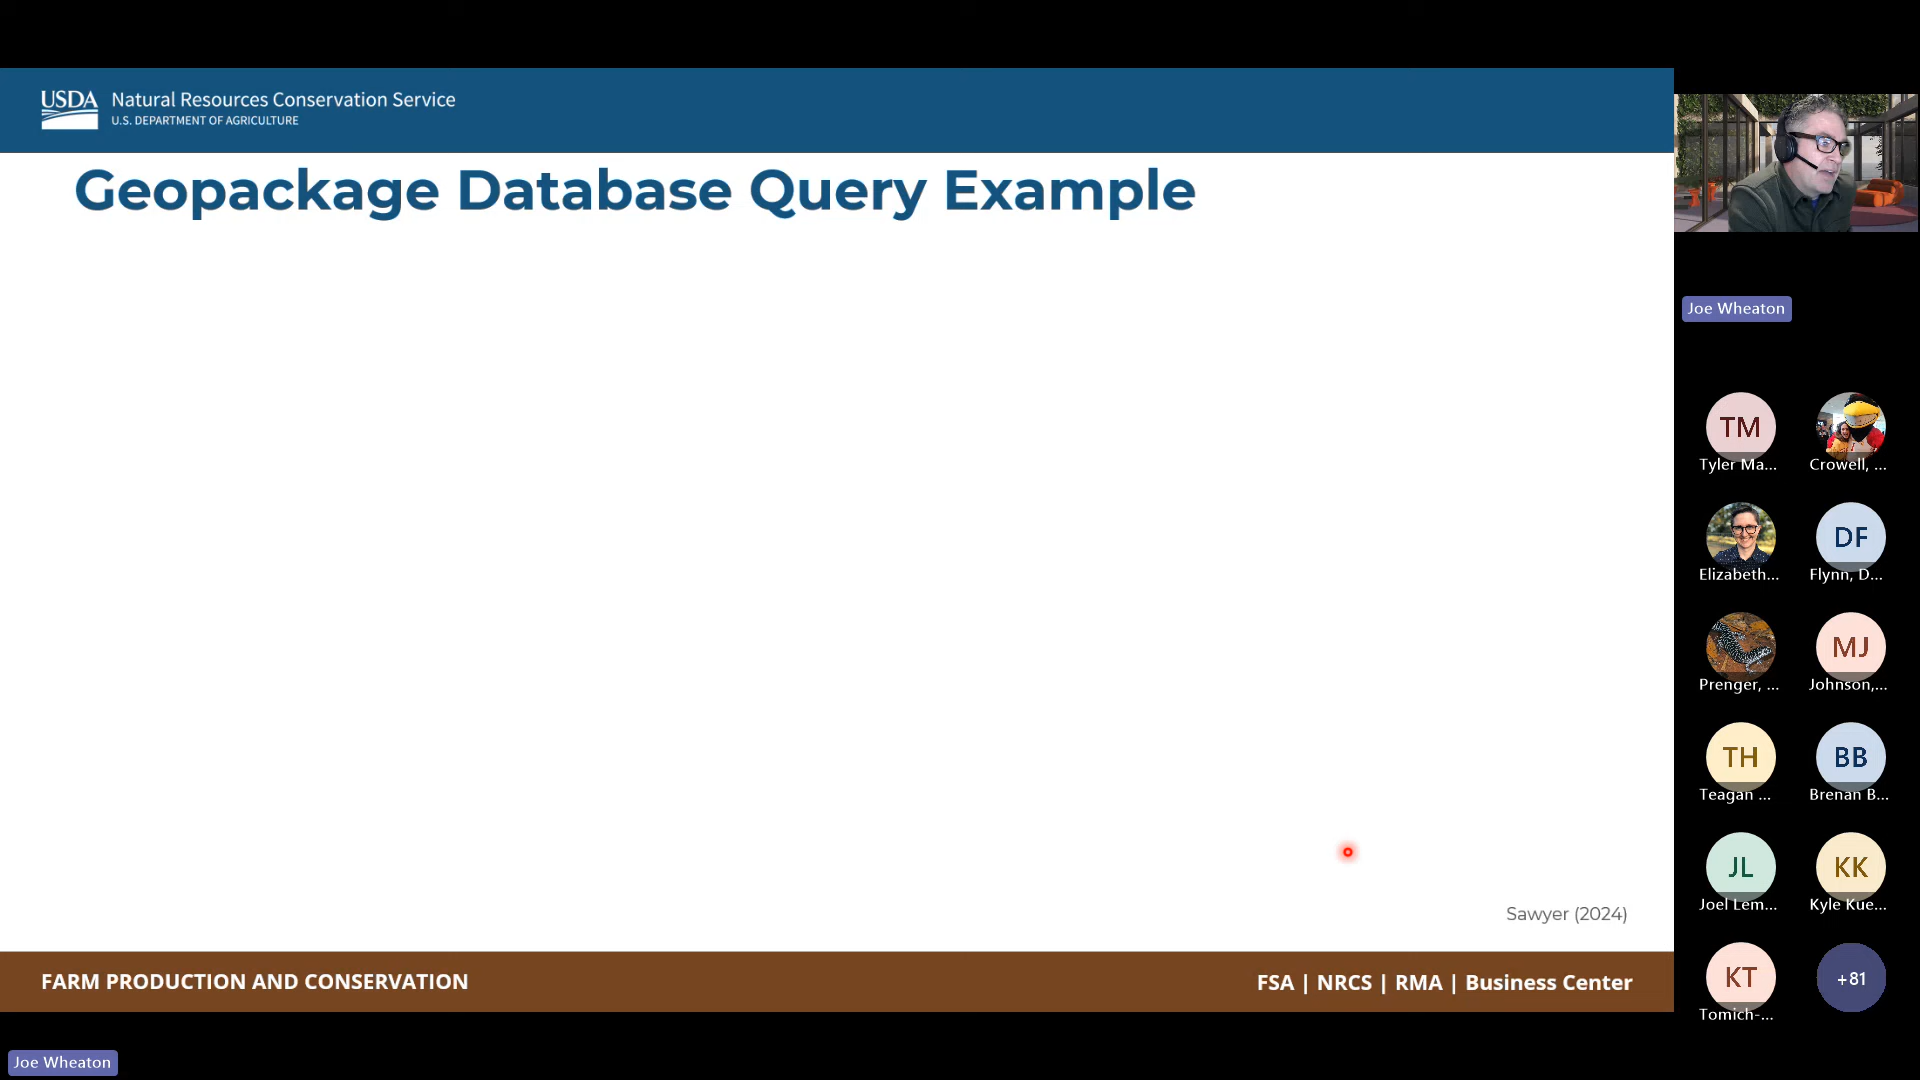 USDA Natural Resources Conservation Service
U.S. DEPARTMENT OF AGRICULTURE
Geopackage Database Query Example
Sawyer (2024)
FARM PRODUCTION AND CONSERVATION
FSA | NRCS | RMA | Business Center
Joe Wheaton
Joe Wheaton
TM
Tyler Ma...
Crowell, ...
Elizabeth...
DF
Flynn, D...
Prenger, ...
MJ
Johnson,...
TH
Teagan ...
BB
Brenan B...
JL
Joel Lem...
KK
Kyle Kue...
KT
Tomich-...
+81